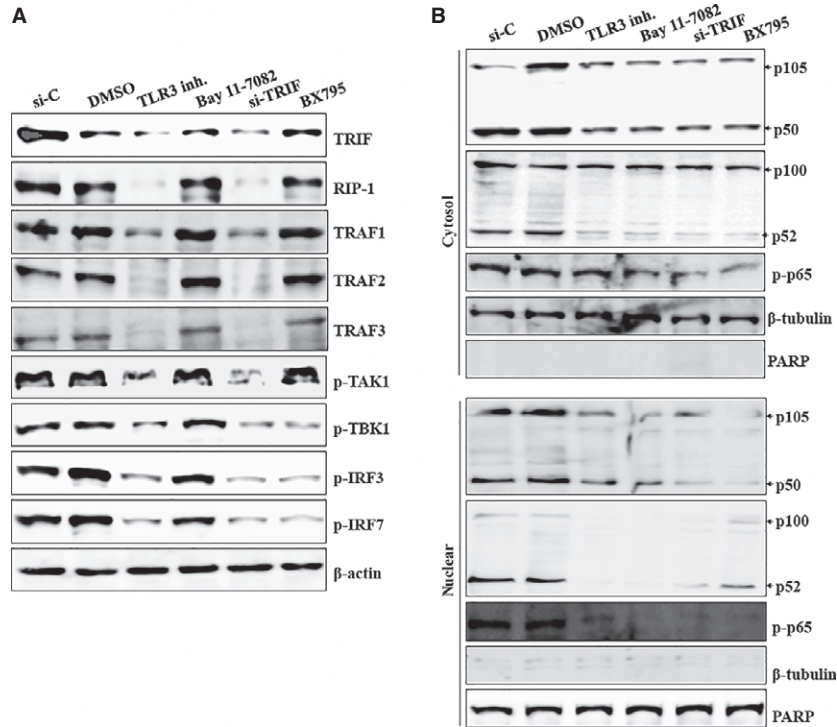 A
si-C DMSO TLR3 inh. Bay 11-7082 si-TRIF BX795
TRIF
RIP-1
TRAF1
TRAF2
TRAF3
p-TAK1
p-TBK1
p-IRF3
p-IRF7
β-actin
B
si-C DMSO TLR3 inh. Bay 11-7082 si-TRIF BX795
Cytosol
p105
p50
p100
p52
p-p65
β-tubulin
PARP
Nuclear
p105
p50
p100
p52
p-p65
β-tubulin
PARP